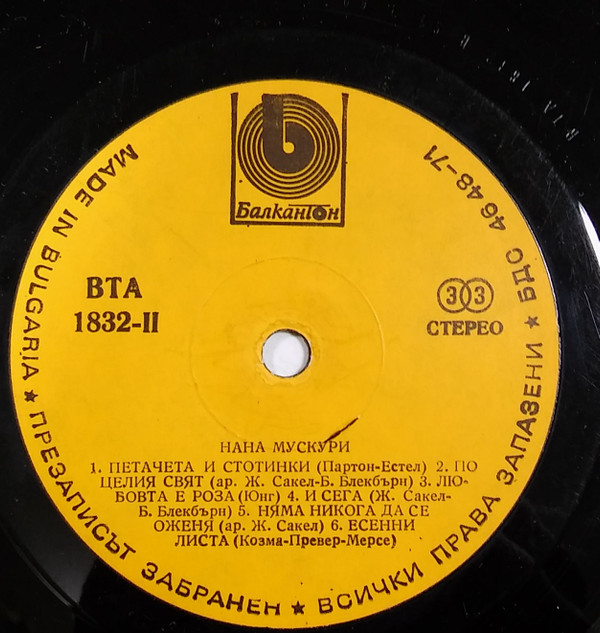 Балкантон
ВТА
1832-II
33
СТЕРЕО
НАНА МУСКУРИ
1. ПЕТАЧЕТА И СТОТИНКИ (Партон-Естел) 2. ПО
ЦЕЛИЯ СВЯТ (ар. Ж. Сакел-Б. Блекбърн) 3. ЛЮ-
БОВТА Е РОЗА (Юнг) 4. И СЕГА (Ж. Сакел-
Б. Блекбърн) 5. НЯМА НИКОГА ДА СЕ
ОЖЕНЯ (ар. Ж. Сакел) 6. ЕСЕННИ
ЛИСТА (Козма-Превер-Мерсе)
MADE IN BULGARIA ★ ПРЕЗАПИСЪТ ЗАБРАНЕН ★ ВСИЧКИ ПРАВА ЗАПАЗЕНИ ★ БДС 4648-71